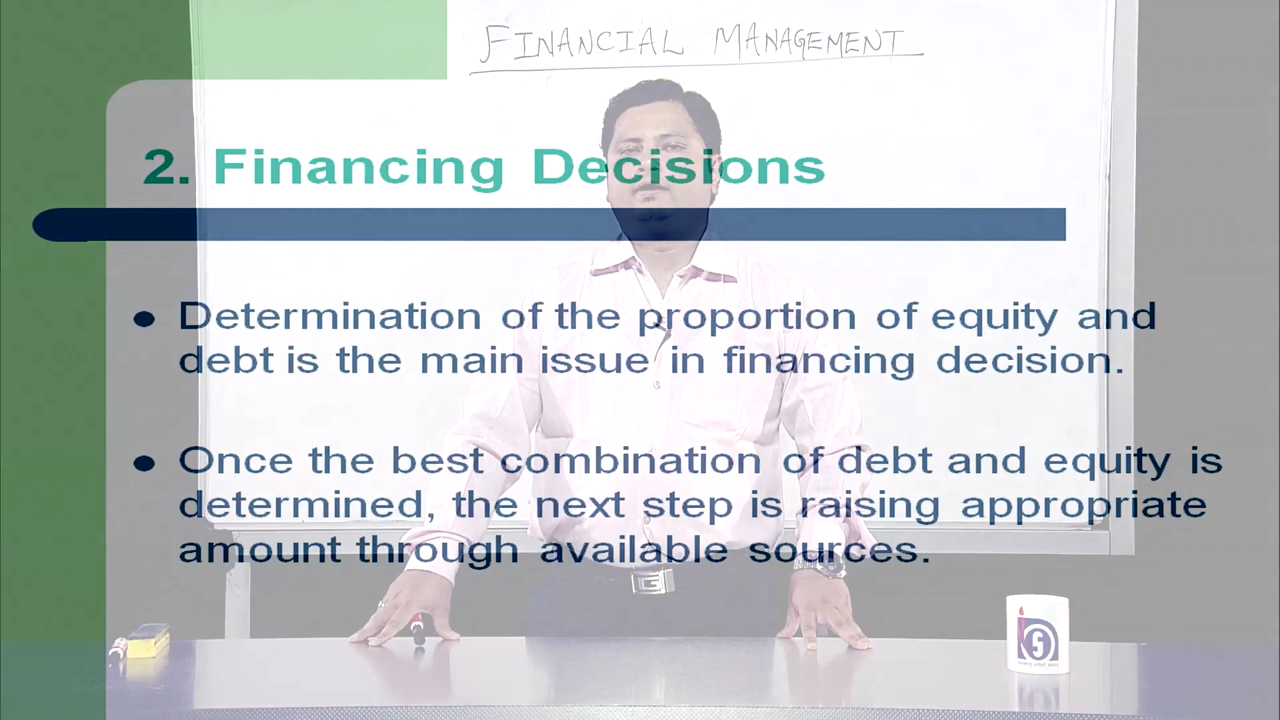 FINANCIAL MANAGEMENT
2. Financing Decisions
● Determination of the proportion of equity and
debt is the main issue in financing decision.
● Once the best combination of debt and equity is
determined, the next step is raising appropriate
amount through available sources.